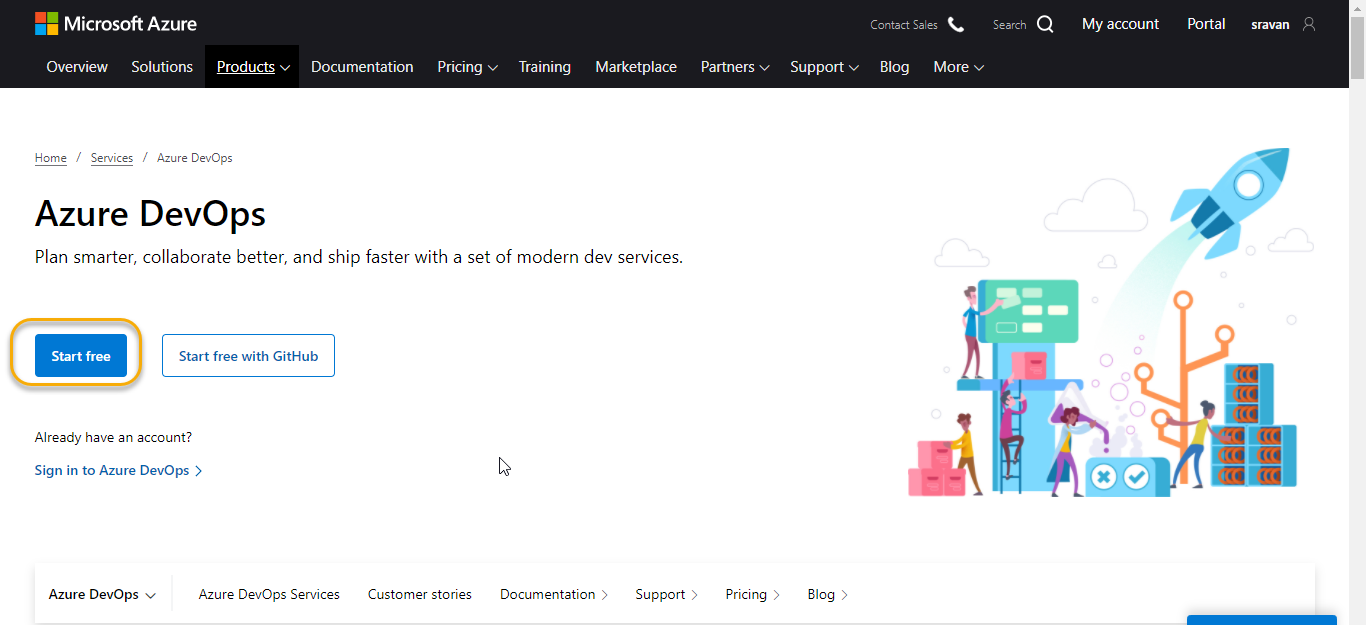 Microsoft Azure
Contact Sales Search My account Portal sravan
Overview Solutions Products Documentation Pricing Training Marketplace Partners Support Blog More
Home / Services / Azure DevOps
Azure DevOps
Plan smarter, collaborate better, and ship faster with a set of modern dev services.
Start free Start free with GitHub
Already have an account?
Sign in to Azure DevOps
Azure DevOps Azure DevOps Services Customer stories Documentation Support Pricing Blog